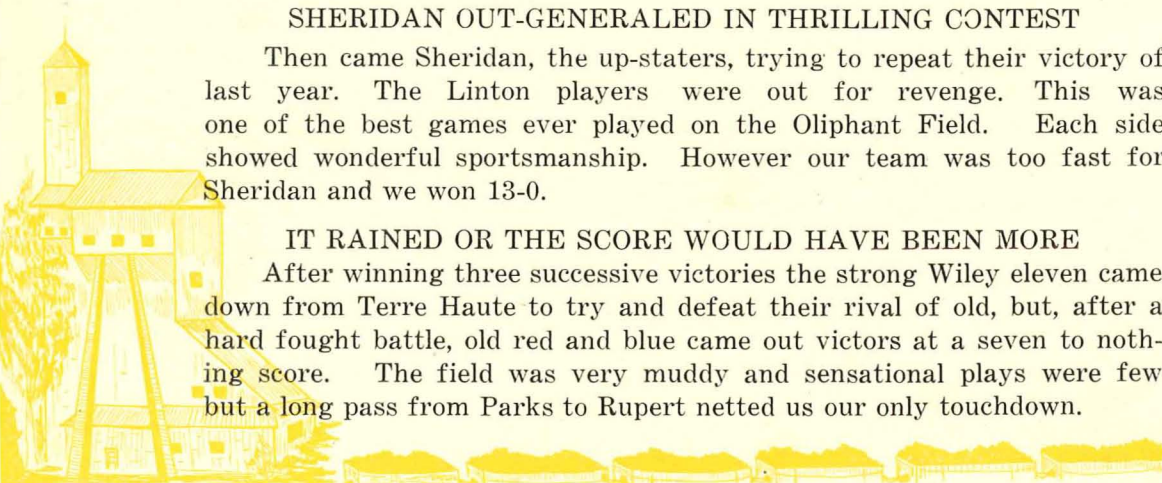 SHERIDAN OUT-GENERALED IN THRILLING CONTEST
Then came Sheridan, the up-staters, trying to repeat their victory of
last year. The Linton players were out for revenge. This was
one of the best games ever played on the Oliphant Field. Each side
showed wonderful sportsmanship. However our team was too fast for
Sheridan and we won 13-0.
IT RAINED OR THE SCORE WOULD HAVE BEEN MORE
After winning three successive victories the strong Wiley eleven came
down from Terre Haute to try and defeat their rival of old, but, after a
hard fought battle, old red and blue came out victors at a seven to noth-
ing score. The field was very muddy and sensational plays were few
but a long pass from Parks to Rupert netted us our only touchdown.